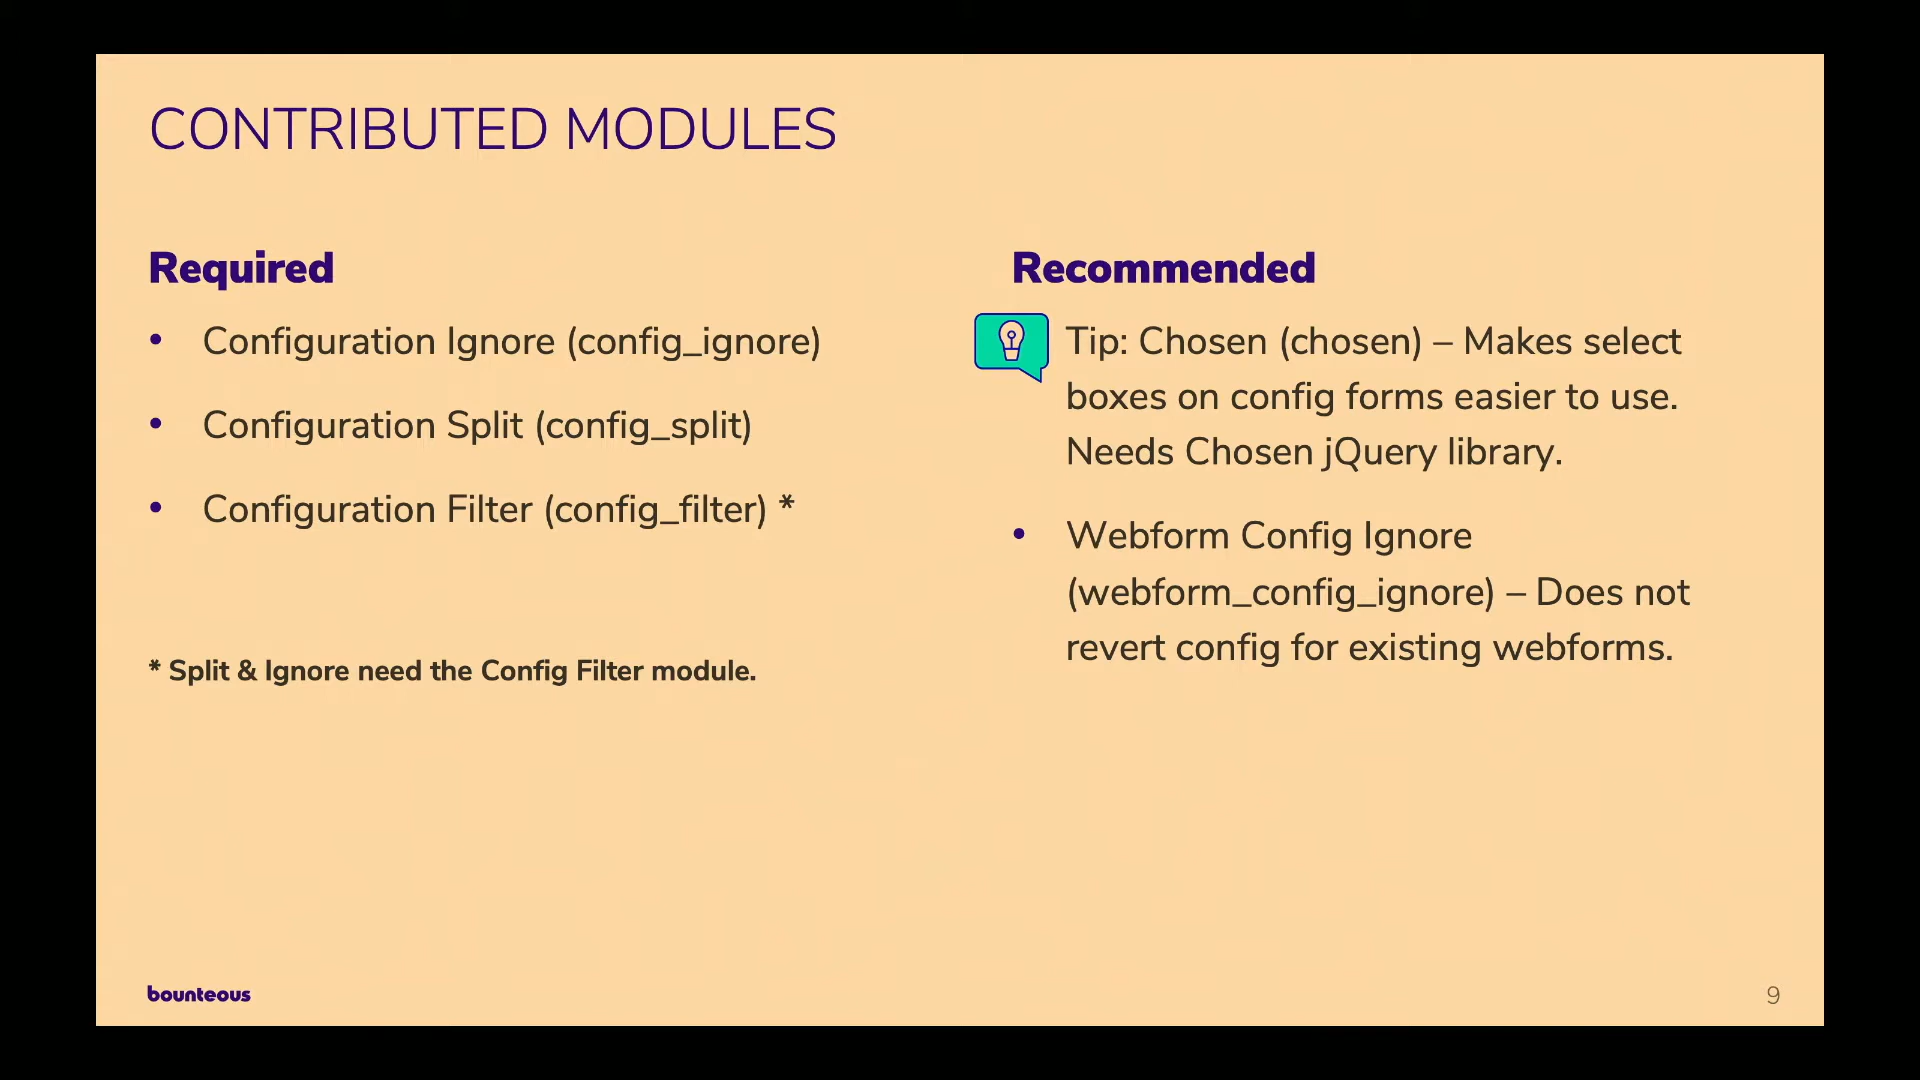 CONTRIBUTED MODULES
Required
• Configuration Ignore (config_ignore)
• Configuration Split (config_split)
• Configuration Filter (config_filter) *
* Split & Ignore need the Config Filter module.
Recommended
Tip: Chosen (chosen) – Makes select
boxes on config forms easier to use.
Needs Chosen jQuery library.
• Webform Config Ignore
(webform_config_ignore) – Does not
revert config for existing webforms.
bounteous
9